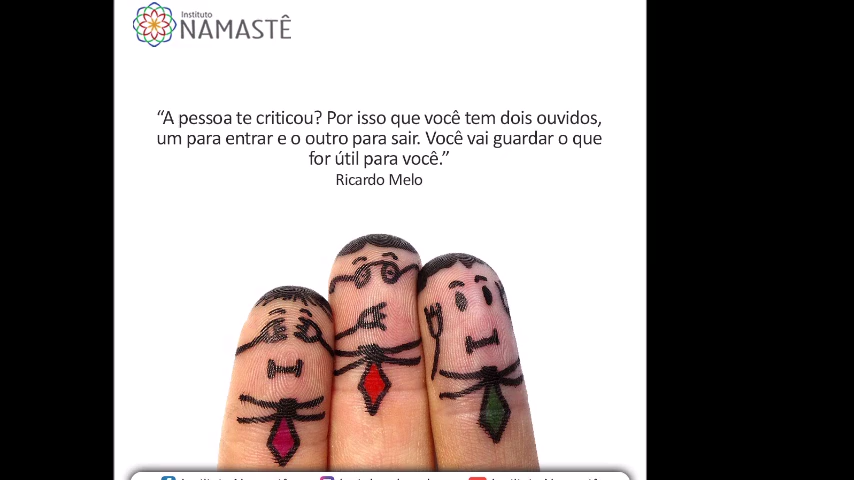 Instituto
NAMASTÊ
“A pessoa te criticou? Por isso que você tem dois ouvidos,
um para entrar e o outro para sair. Você vai guardar o que
for útil para você.”
Ricardo Melo